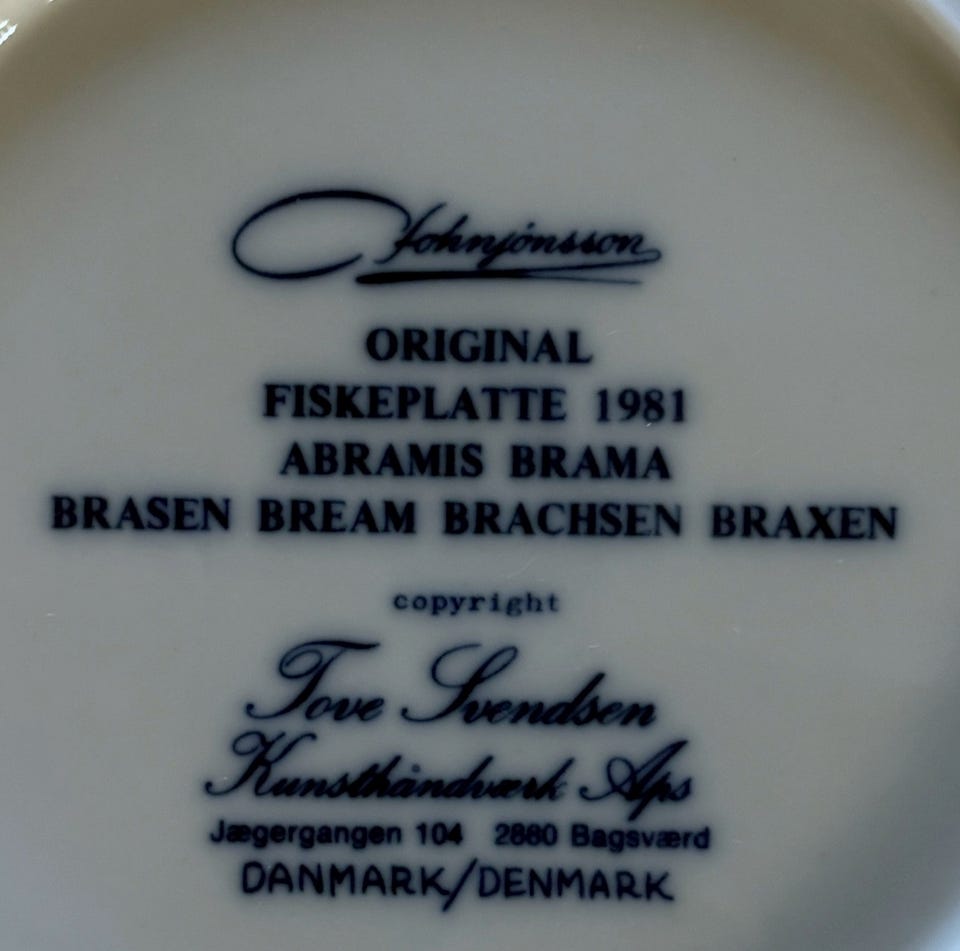 Johnjónsson
ORIGINAL
FISKEPLATTE 1981
ABRAMIS BRAMA
BRASEN BREAM BRACHSEN BRAXEN
copyright
Tove Svendsen
Kunsthåndværk Aps
Jægergangen 104 2880 Bagsværd
DANMARK/DENMARK